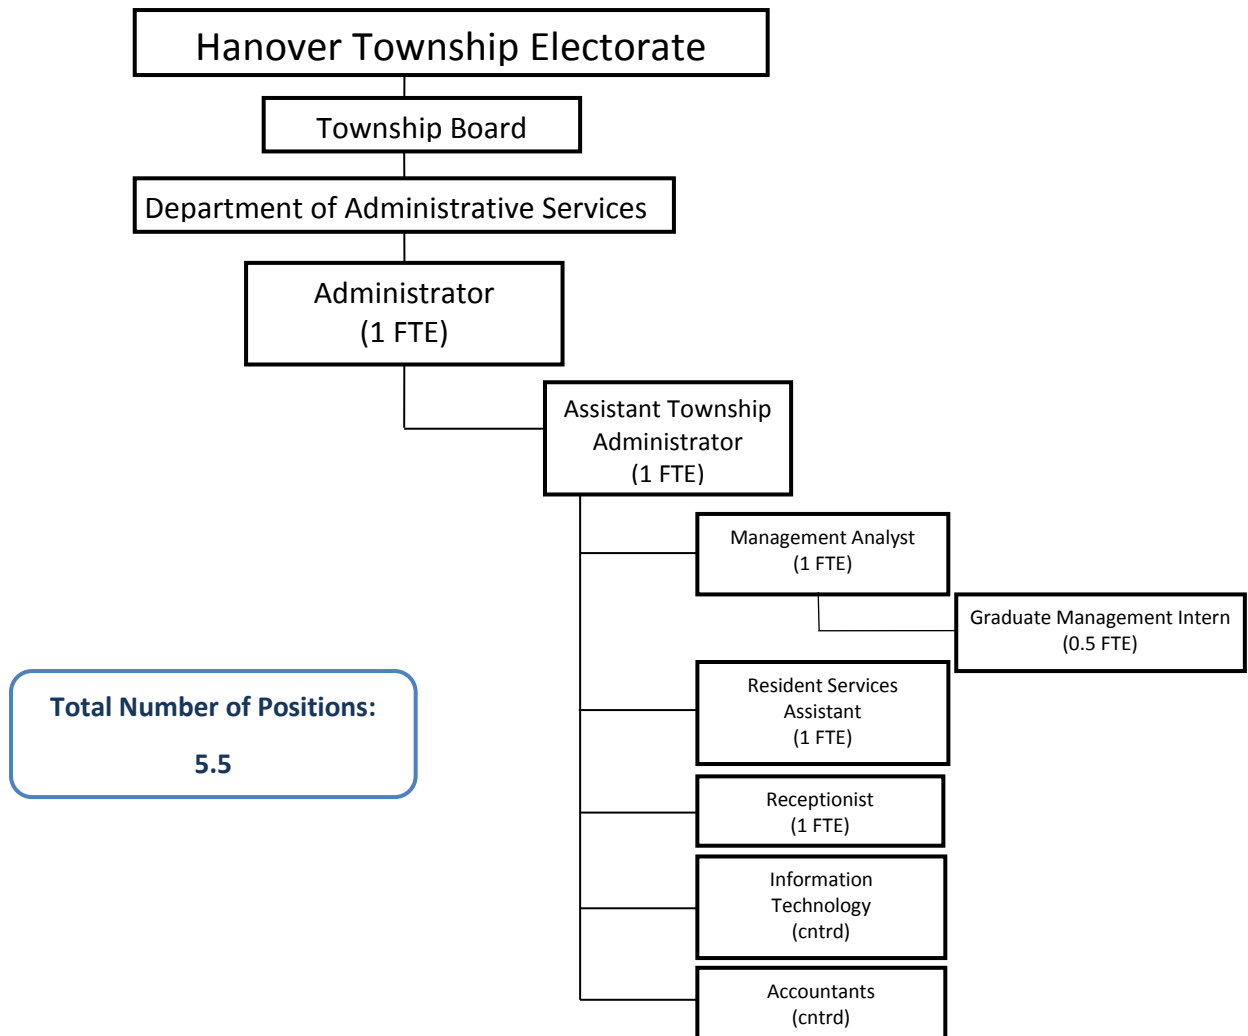 Hanover Township Electorate
Township Board
Department of Administrative Services
Administrator
(1 FTE)
Assistant Township
Administrator
(1 FTE)
Management Analyst
(1 FTE)
Graduate Management Intern
(0.5 FTE)
Resident Services
Assistant
(1 FTE)
Total Number of Positions:
5.5
Receptionist
(1 FTE)
Information
Technology
(cntrd)
Accountants
(cntrd)